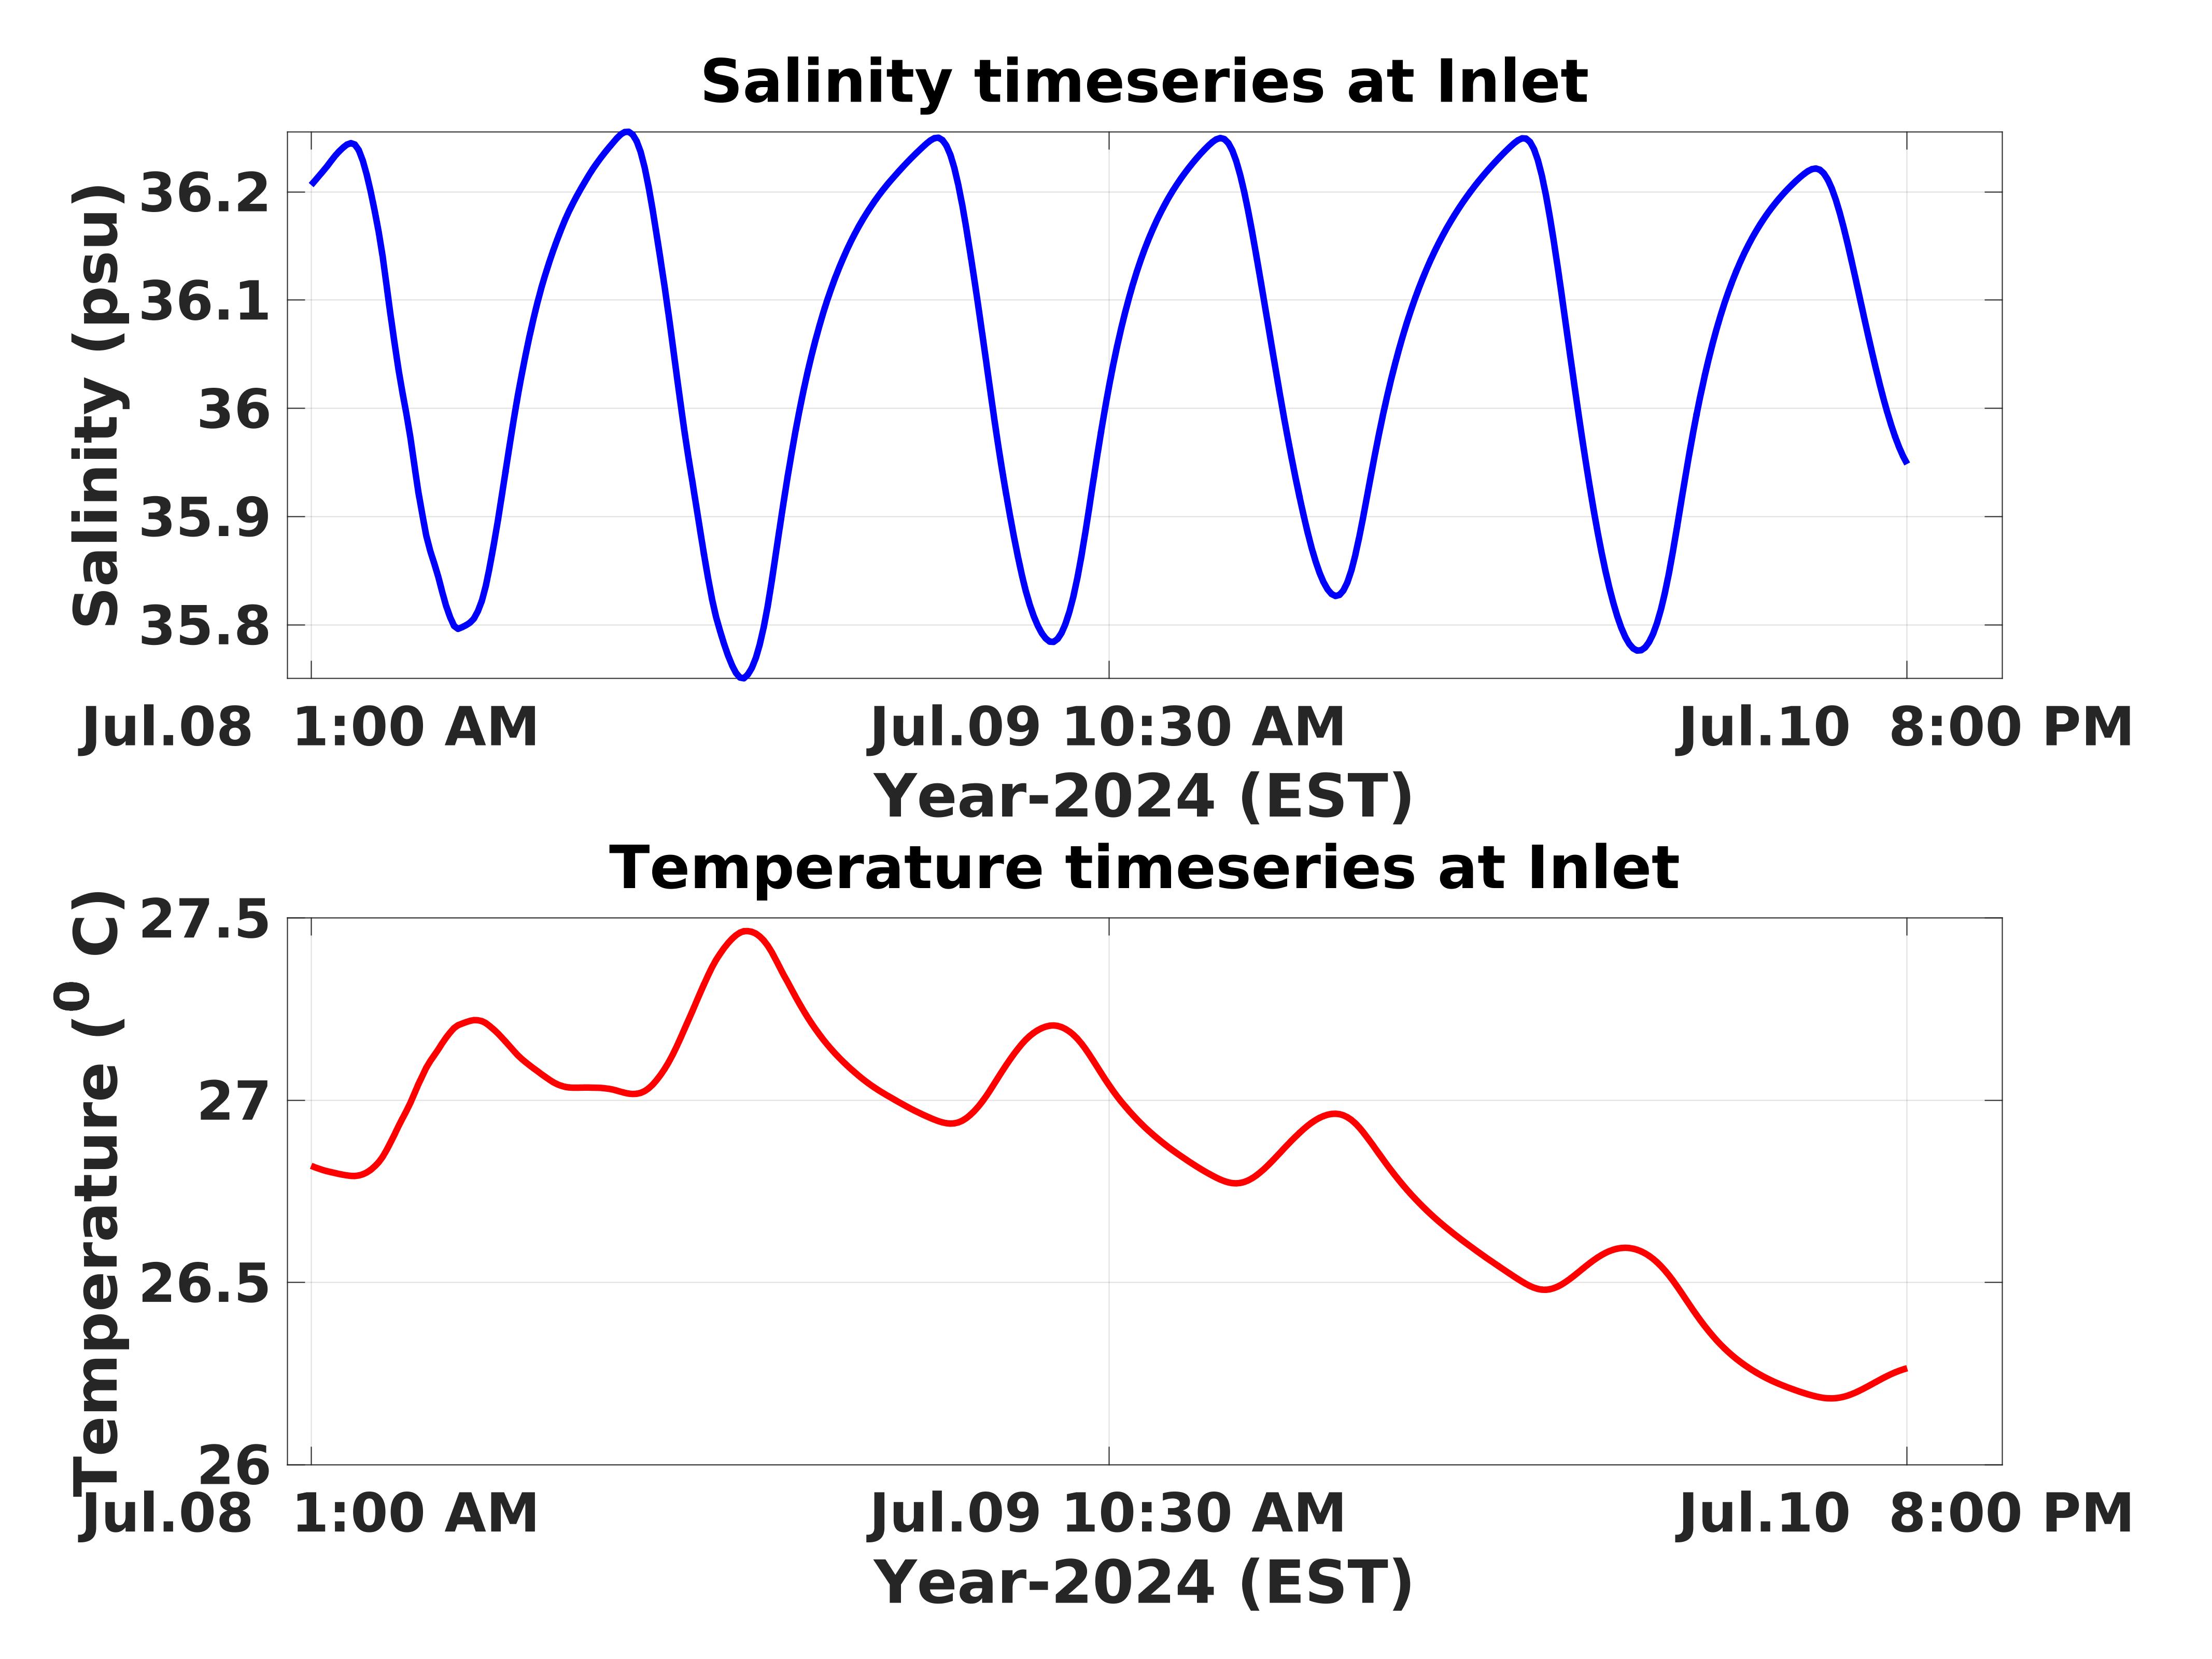 Salinity timeseries at Inlet
Salinity (psu)
36.2
36.1
36
35.9
35.8
Jul.08  1:00 AM
Jul.09 10:30 AM
Jul.10  8:00 PM
Year-2024 (EST)
Temperature timeseries at Inlet
Temperature (⁰ C)
27.5
27
26.5
26
Jul.08  1:00 AM
Jul.09 10:30 AM
Jul.10  8:00 PM
Year-2024 (EST)